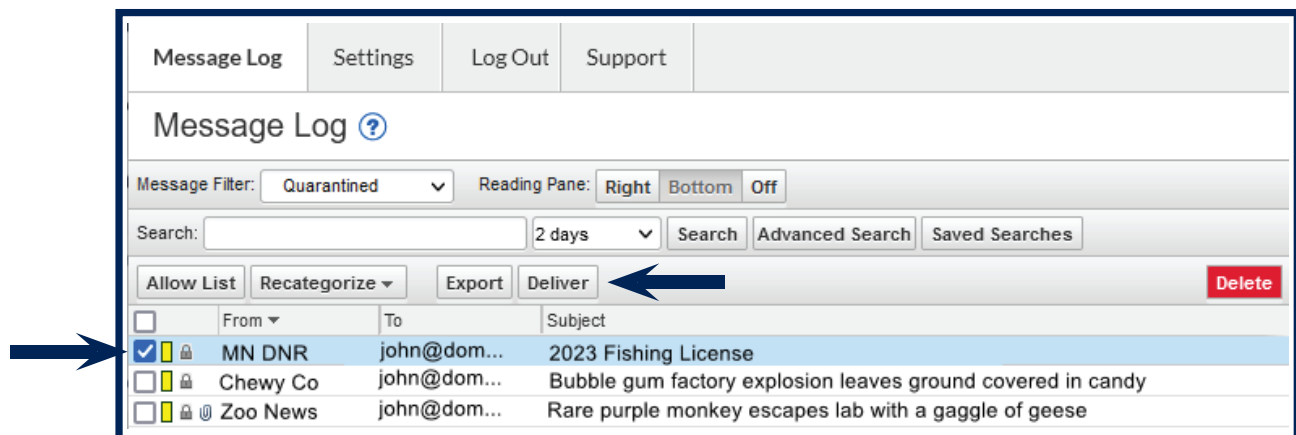 Message Log Settings Log Out Support
Message Log ?
Message Filter: Quarantined Reading Pane: Right Bottom Off
Search: 2 days Search Advanced Search Saved Searches
Allow List Recategorize Export Deliver Delete
From To Subject
MN DNR john@dom... 2023 Fishing License
Chewy Co john@dom... Bubble gum factory explosion leaves ground covered in candy
Zoo News john@dom... Rare purple monkey escapes lab with a gaggle of geese